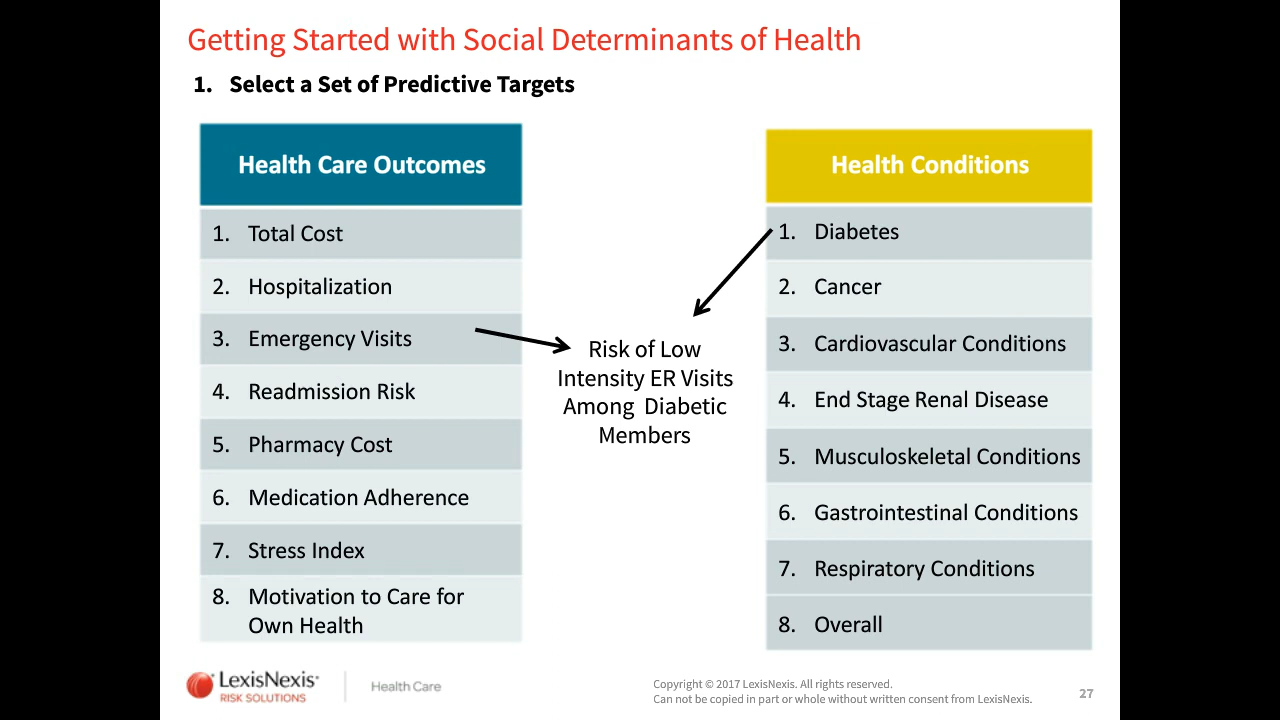 Getting Started with Social Determinants of Health
1. Select a Set of Predictive Targets
Health Care Outcomes
1. Total Cost
2. Hospitalization
3. Emergency Visits
4. Readmission Risk
5. Pharmacy Cost
6. Medication Adherence
7. Stress Index
8. Motivation to Care for
Own Health
Risk of Low
Intensity ER Visits
Among Diabetic
Members
Health Conditions
1. Diabetes
2. Cancer
3. Cardiovascular Conditions
4. End Stage Renal Disease
5. Musculoskeletal Conditions
6. Gastrointestinal Conditions
7. Respiratory Conditions
8. Overall
LexisNexis
RISK SOLUTIONS
Health Care
Copyright © 2017 LexisNexis. All rights reserved.
Can not be copied in part or whole without written consent from LexisNexis.
27